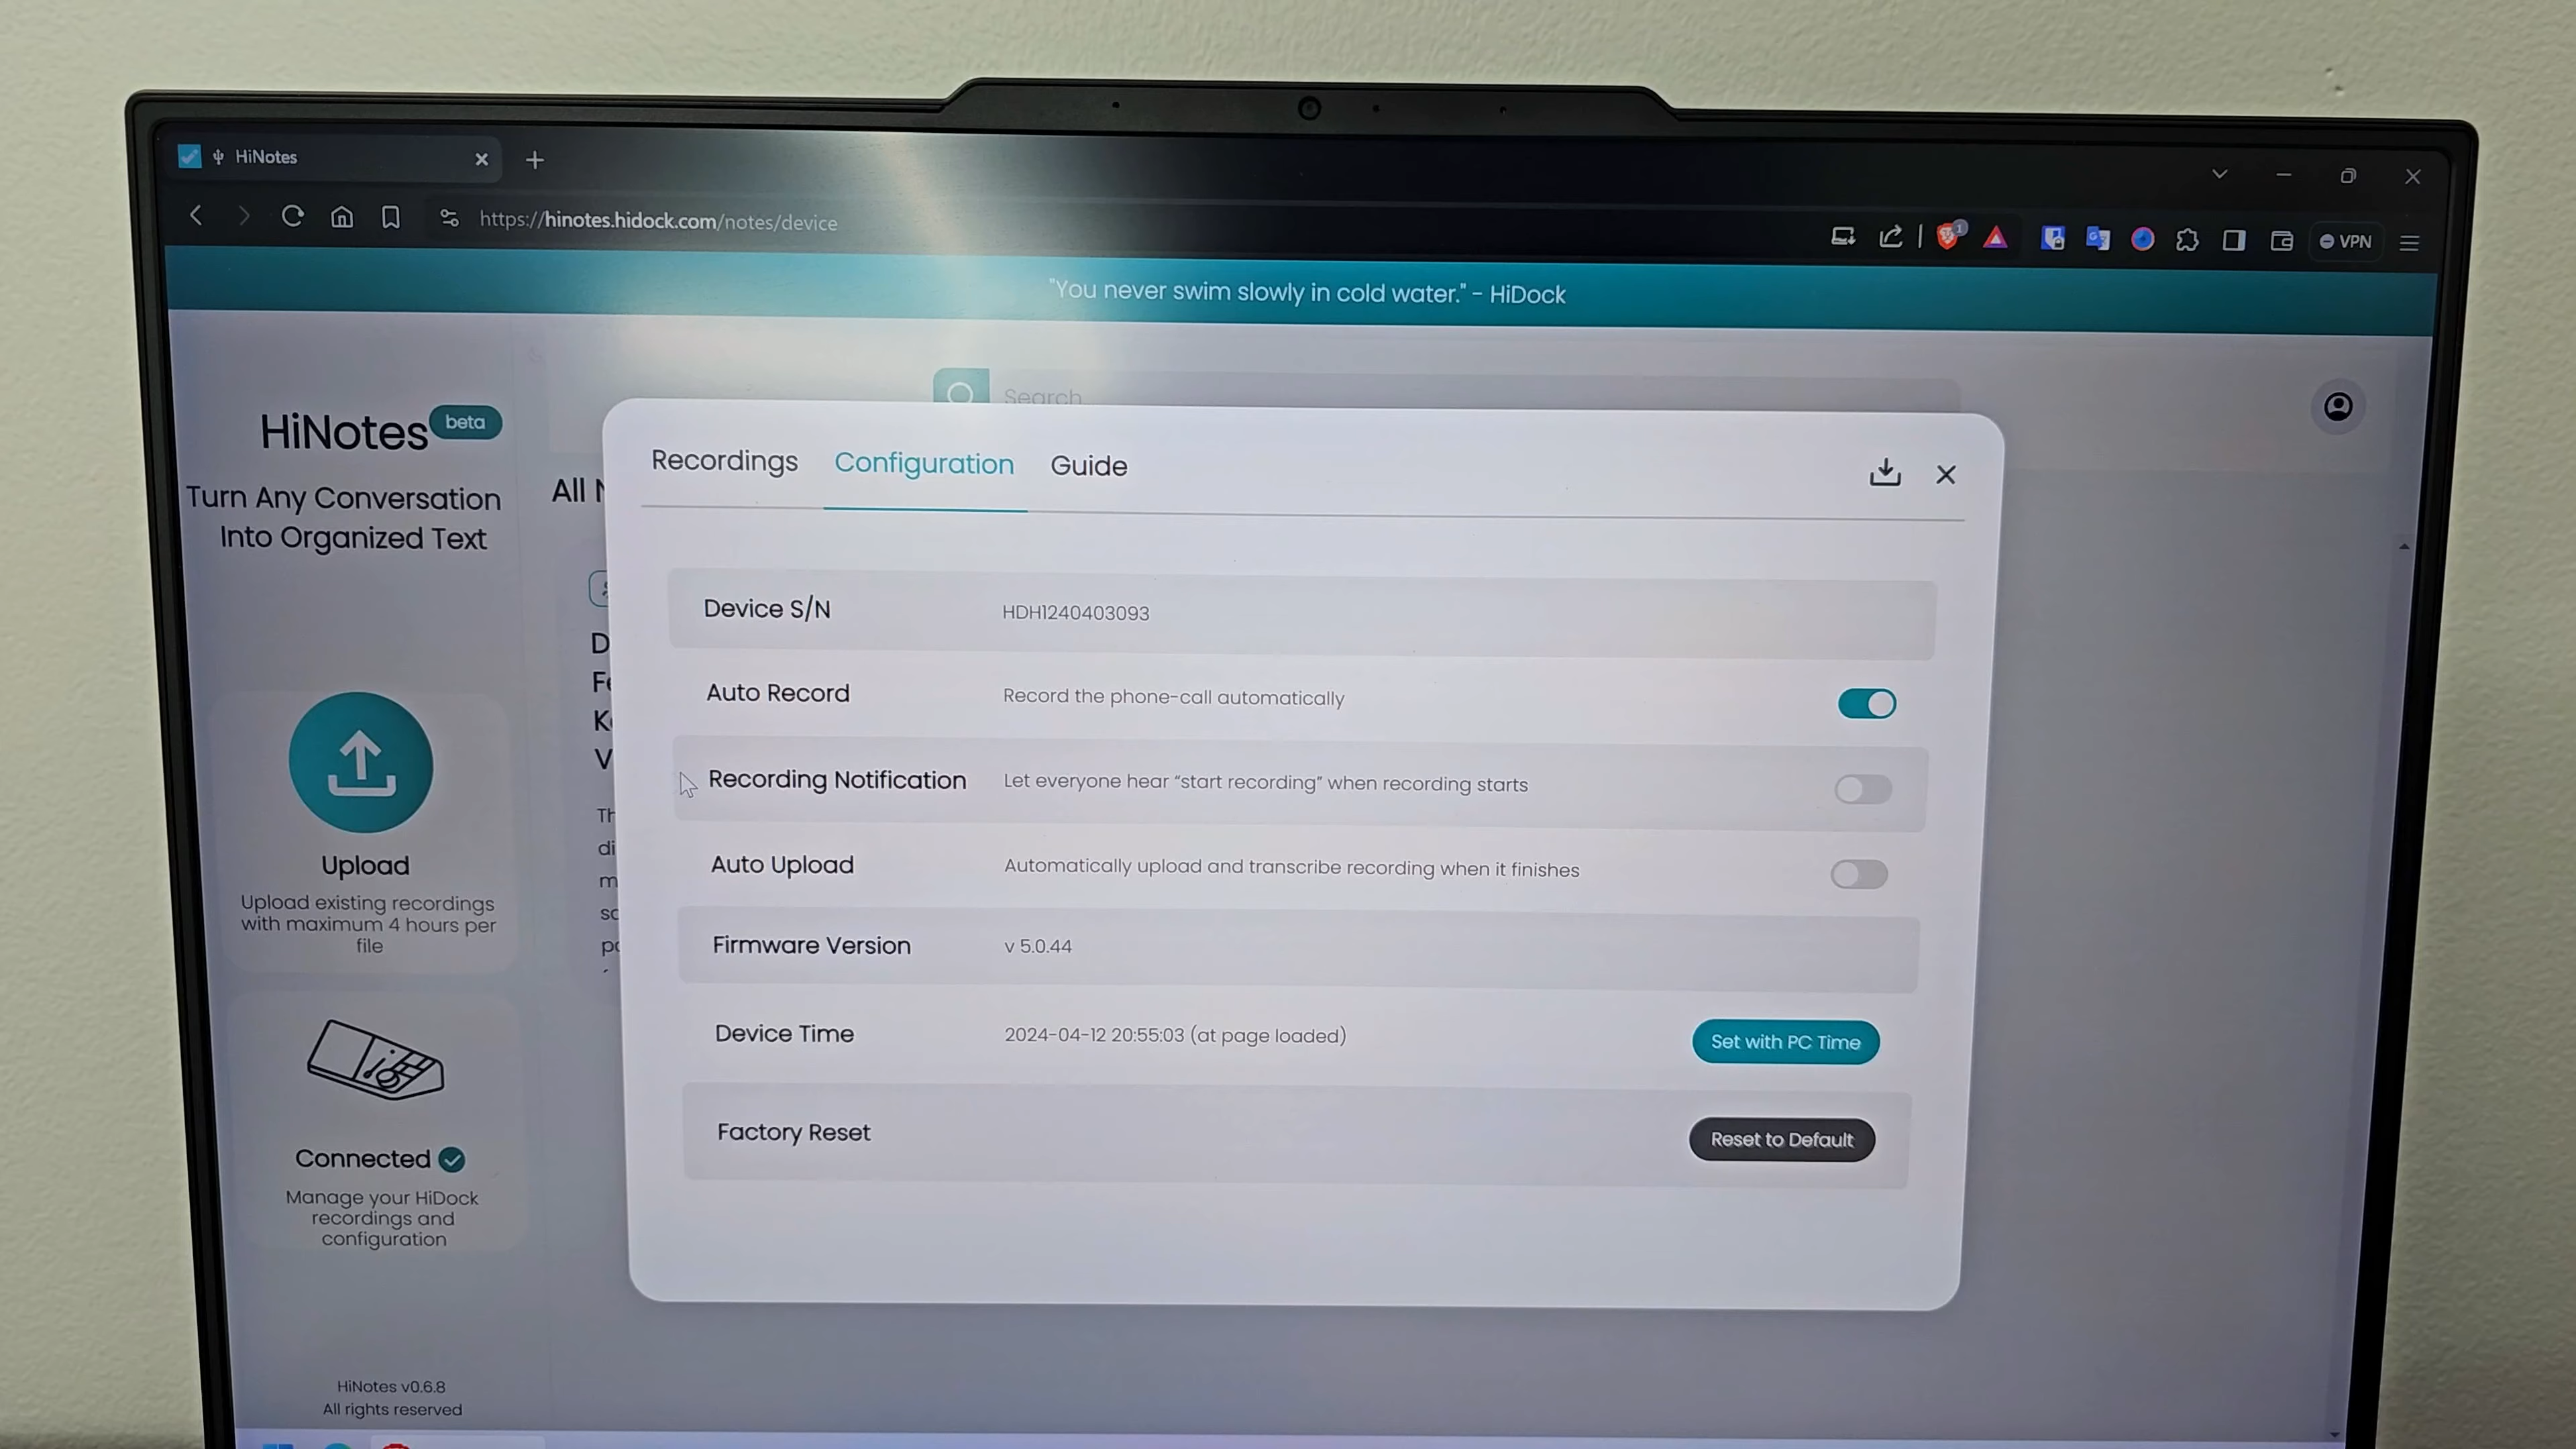 HiNotes
https://hinotes.hidock.com/notes/device
VPN
"You never swim slowly in cold water." - HiDock
HiNotes beta
Turn Any Conversation
Into Organized Text
Search
All
Recordings Configuration Guide
Device S/N HDH1240403093
Auto Record Record the phone-call automatically
Recording Notification Let everyone hear “start recording” when recording starts
Auto Upload Automatically upload and transcribe recording when it finishes
Firmware Version v 5.0.44
Device Time 2024-04-12 20:55:03 (at page loaded) Set with PC Time
Factory Reset Reset to Default
Upload
Upload existing recordings
with maximum 4 hours per
file
Connected
Manage your HiDock
recordings and
configuration
HiNotes v0.6.8
All rights reserved